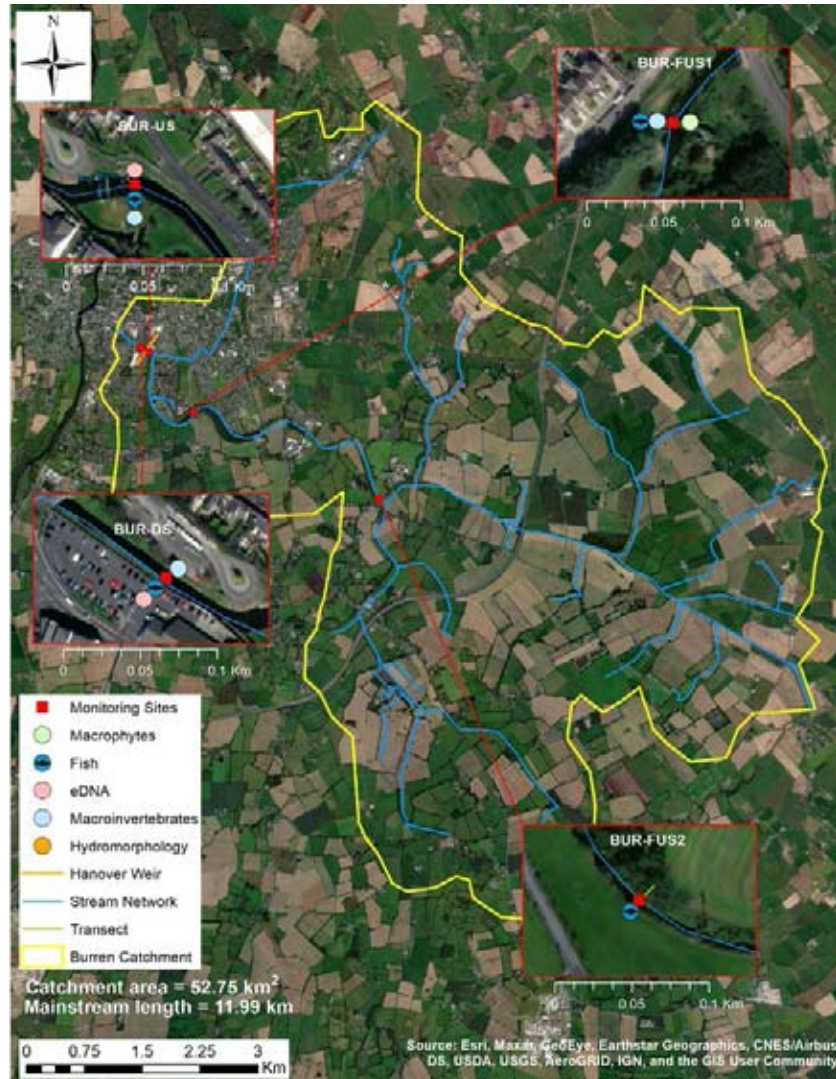 N
BUR-FUS1
0 0.05 0.1 Km
BUR-US
0 0.05 0.1 Km
BUR-DS
0 0.05 0.1 Km
BUR-FUS2
0 0.05 0.1 Km
Monitoring Sites
Macrophytes
Fish
eDNA
Macroinvertebrates
Hydromorphology
Hanover Weir
Stream Network
Transect
Burren Catchment
Catchment area = 52.75 km²
Mainstream length = 11.99 km
0 0.75 1.5 2.25 3
Km
Source: Esri, Maxar, GeoEye, Earthstar Geographics, CNES/Airbus
DS, USDA, USGS, AeroGRID, IGN, and the GIS User Community